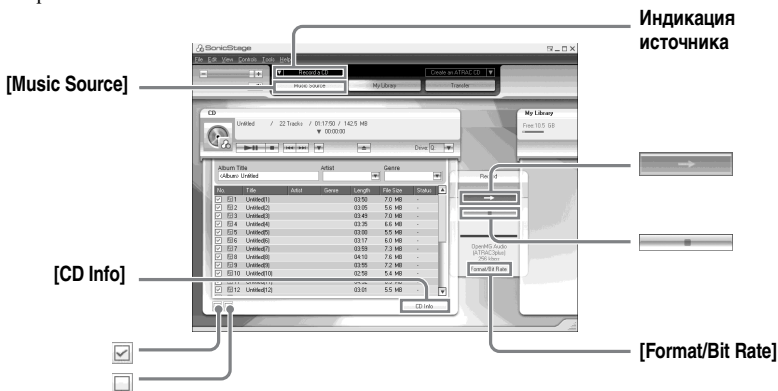 Индикация
источника
SonicStage
File Edit View Controls Tools Help
Record a CD
Create an ATRAC CD
[Music Source]
Music Source My Library Transfer
CD
Untitled / 22 Tracks / 01:17:50 / 142.5 MB
00:00:00
Drive Q:
My Library
Free:10.5 GB
Album Title Artist Genre
<Album> Untitled
Record
No. Title Artist Genre Length File Size Status
1 Untitled(1) 03:50 7.0 MB -
2 Untitled(2) 03:05 5.6 MB -
3 Untitled(3) 03:49 7.0 MB -
4 Untitled(4) 03:35 6.6 MB -
5 Untitled(5) 03:00 5.5 MB -
6 Untitled(6) 03:17 6.0 MB -
7 Untitled(7) 03:59 7.3 MB -
8 Untitled(8) 04:10 7.6 MB -
9 Untitled(9) 03:55 7.2 MB -
10 Untitled(10) 02:58 5.4 MB -
12 Untitled(12) 03:01 5.5 MB -
OpenMG Audio
(ATRAC3plus)
256 kbps
Format/Bit Rate
[CD Info]
CD Info
[Format/Bit Rate]